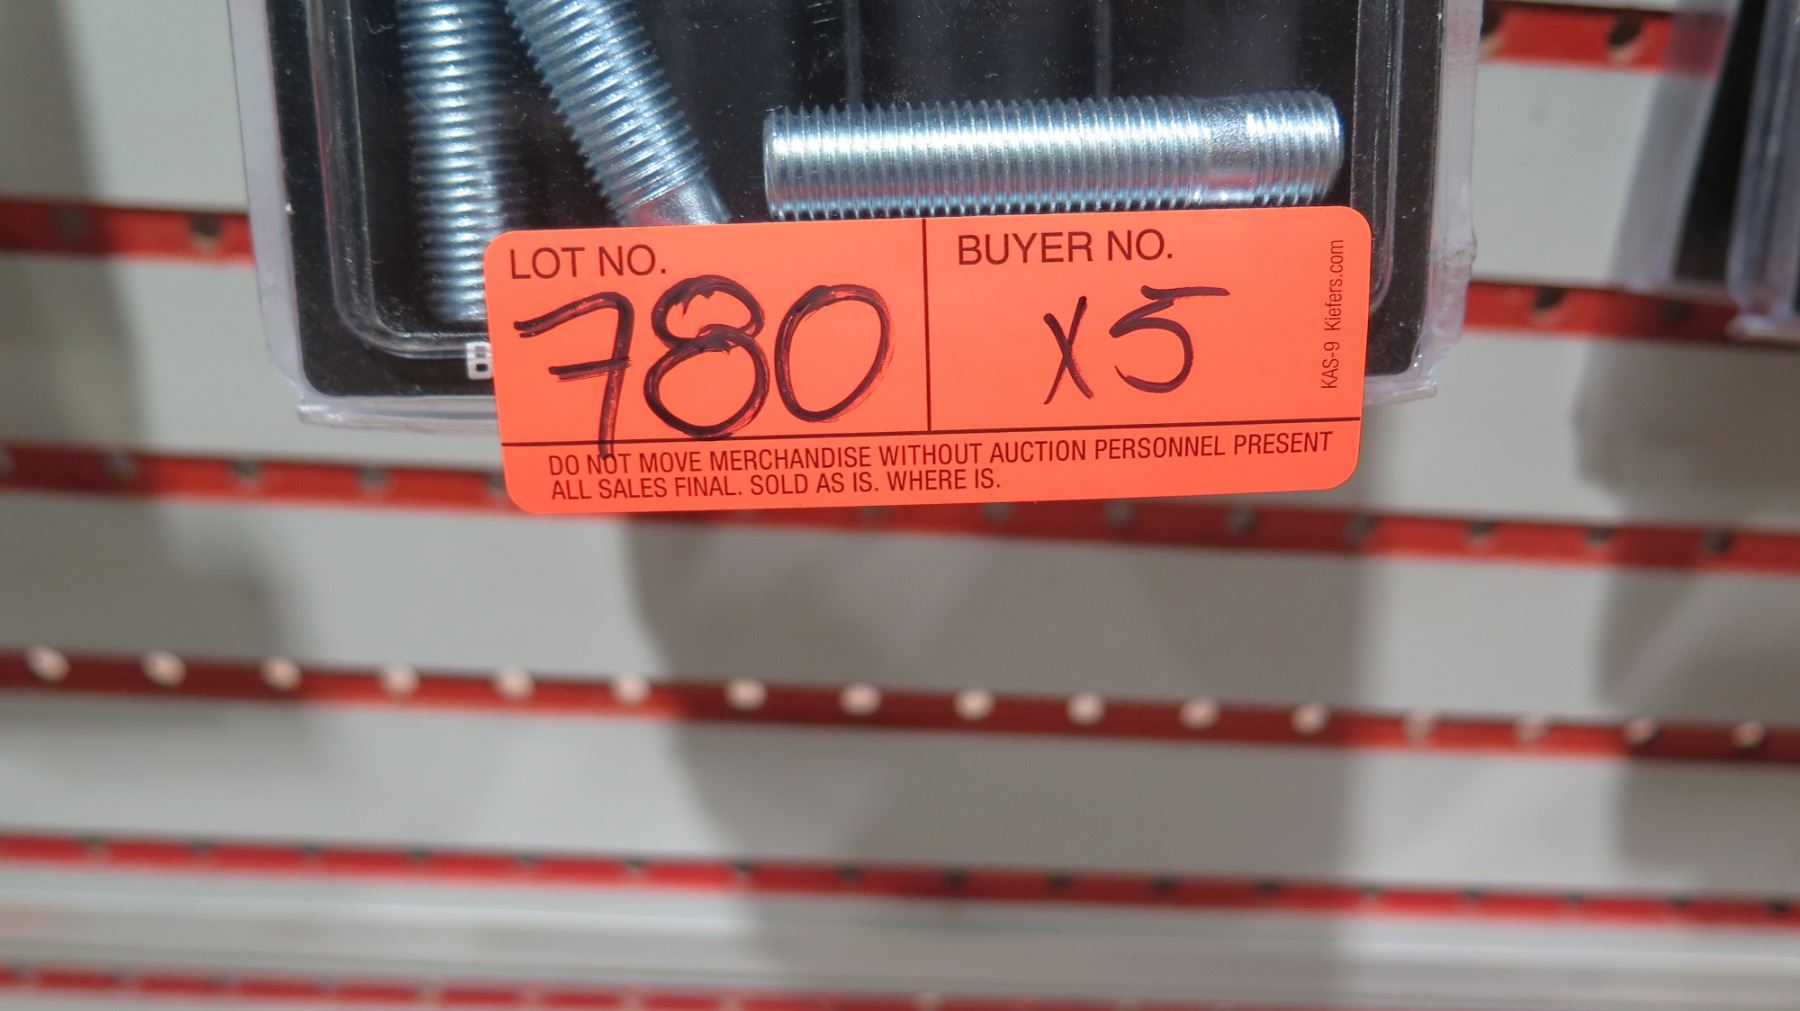 LOT NO.
780
BUYER NO.
X5
KAS-9 Kiefers.com
DO NOT MOVE MERCHANDISE WITHOUT AUCTION PERSONNEL PRESENT
ALL SALES FINAL. SOLD AS IS. WHERE IS.